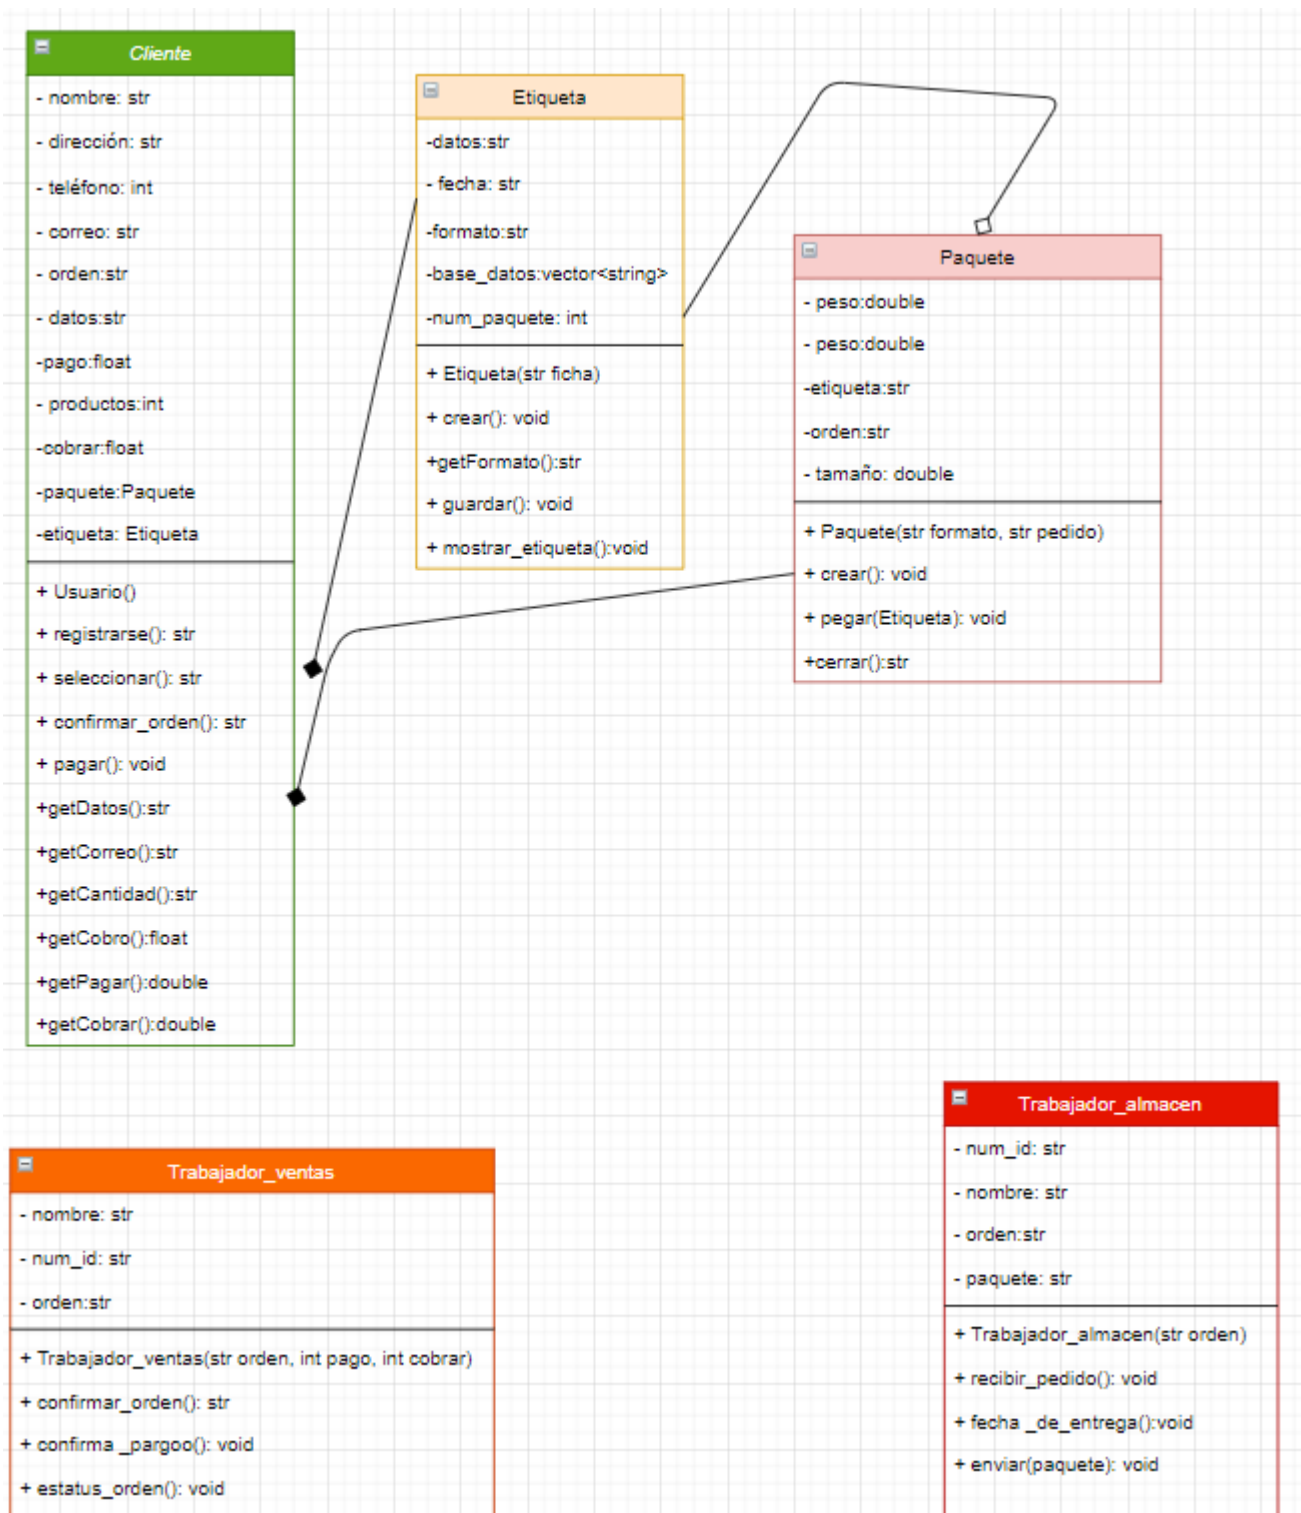 Cliente
- nombre: str
- dirección: str
- teléfono: int
- correo: str
- orden:str
- datos:str
-pago:float
- productos:int
-cobrar:float
-paquete:Paquete
-etiqueta: Etiqueta
+ Usuario()
+ registrarse(): str
+ seleccionar(): str
+ confirmar_orden(): str
+ pagar(): void
+getDatos():str
+getCorreo():str
+getCantidad():str
+getCobro():float
+getPagar():double
+getCobrar():double
Etiqueta
-datos:str
- fecha: str
-formato:str
-base_datos:vector<string>
-num_paquete: int
+ Etiqueta(str ficha)
+ crear(): void
+getFormato():str
+ guardar(): void
+ mostrar_etiqueta():void
Paquete
- peso:double
- peso:double
-etiqueta:str
-orden:str
- tamaño: double
+ Paquete(str formato, str pedido)
+ crear(): void
+ pegar(Etiqueta): void
+cerrar():str
Trabajador_ventas
- nombre: str
- num_id: str
- orden:str
+ Trabajador_ventas(str orden, int pago, int cobrar)
+ confirmar_orden(): str
+ confirma _pargoo(): void
+ estatus_orden(): void
Trabajador_almacen
- num_id: str
- nombre: str
- orden:str
- paquete: str
+ Trabajador_almacen(str orden)
+ recibir_pedido(): void
+ fecha _de_entrega():void
+ enviar(paquete): void